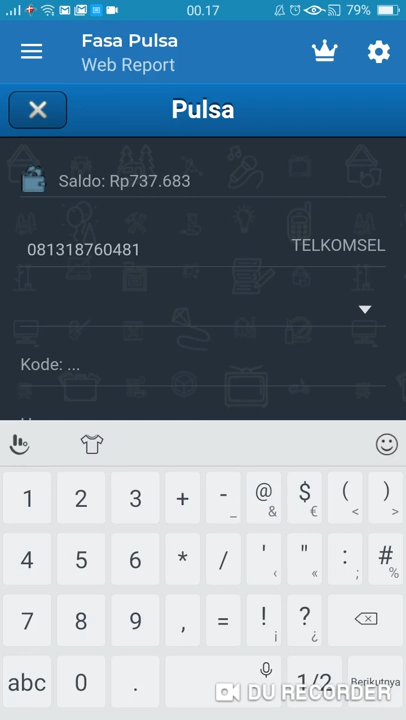 00.17
79%
Fasa Pulsa
Web Report
Pulsa
Saldo: Rp737.683
081318760481
TELKOMSEL
Kode: ...
1 2 3 + - _ @ & $ € ( < ) >
4 5 6 * / ' ‹ " « : ; # %
7 8 9 , = ! ¡ ? ¿
abc 0 . 1/2 Berikutnya
DU RECORDER